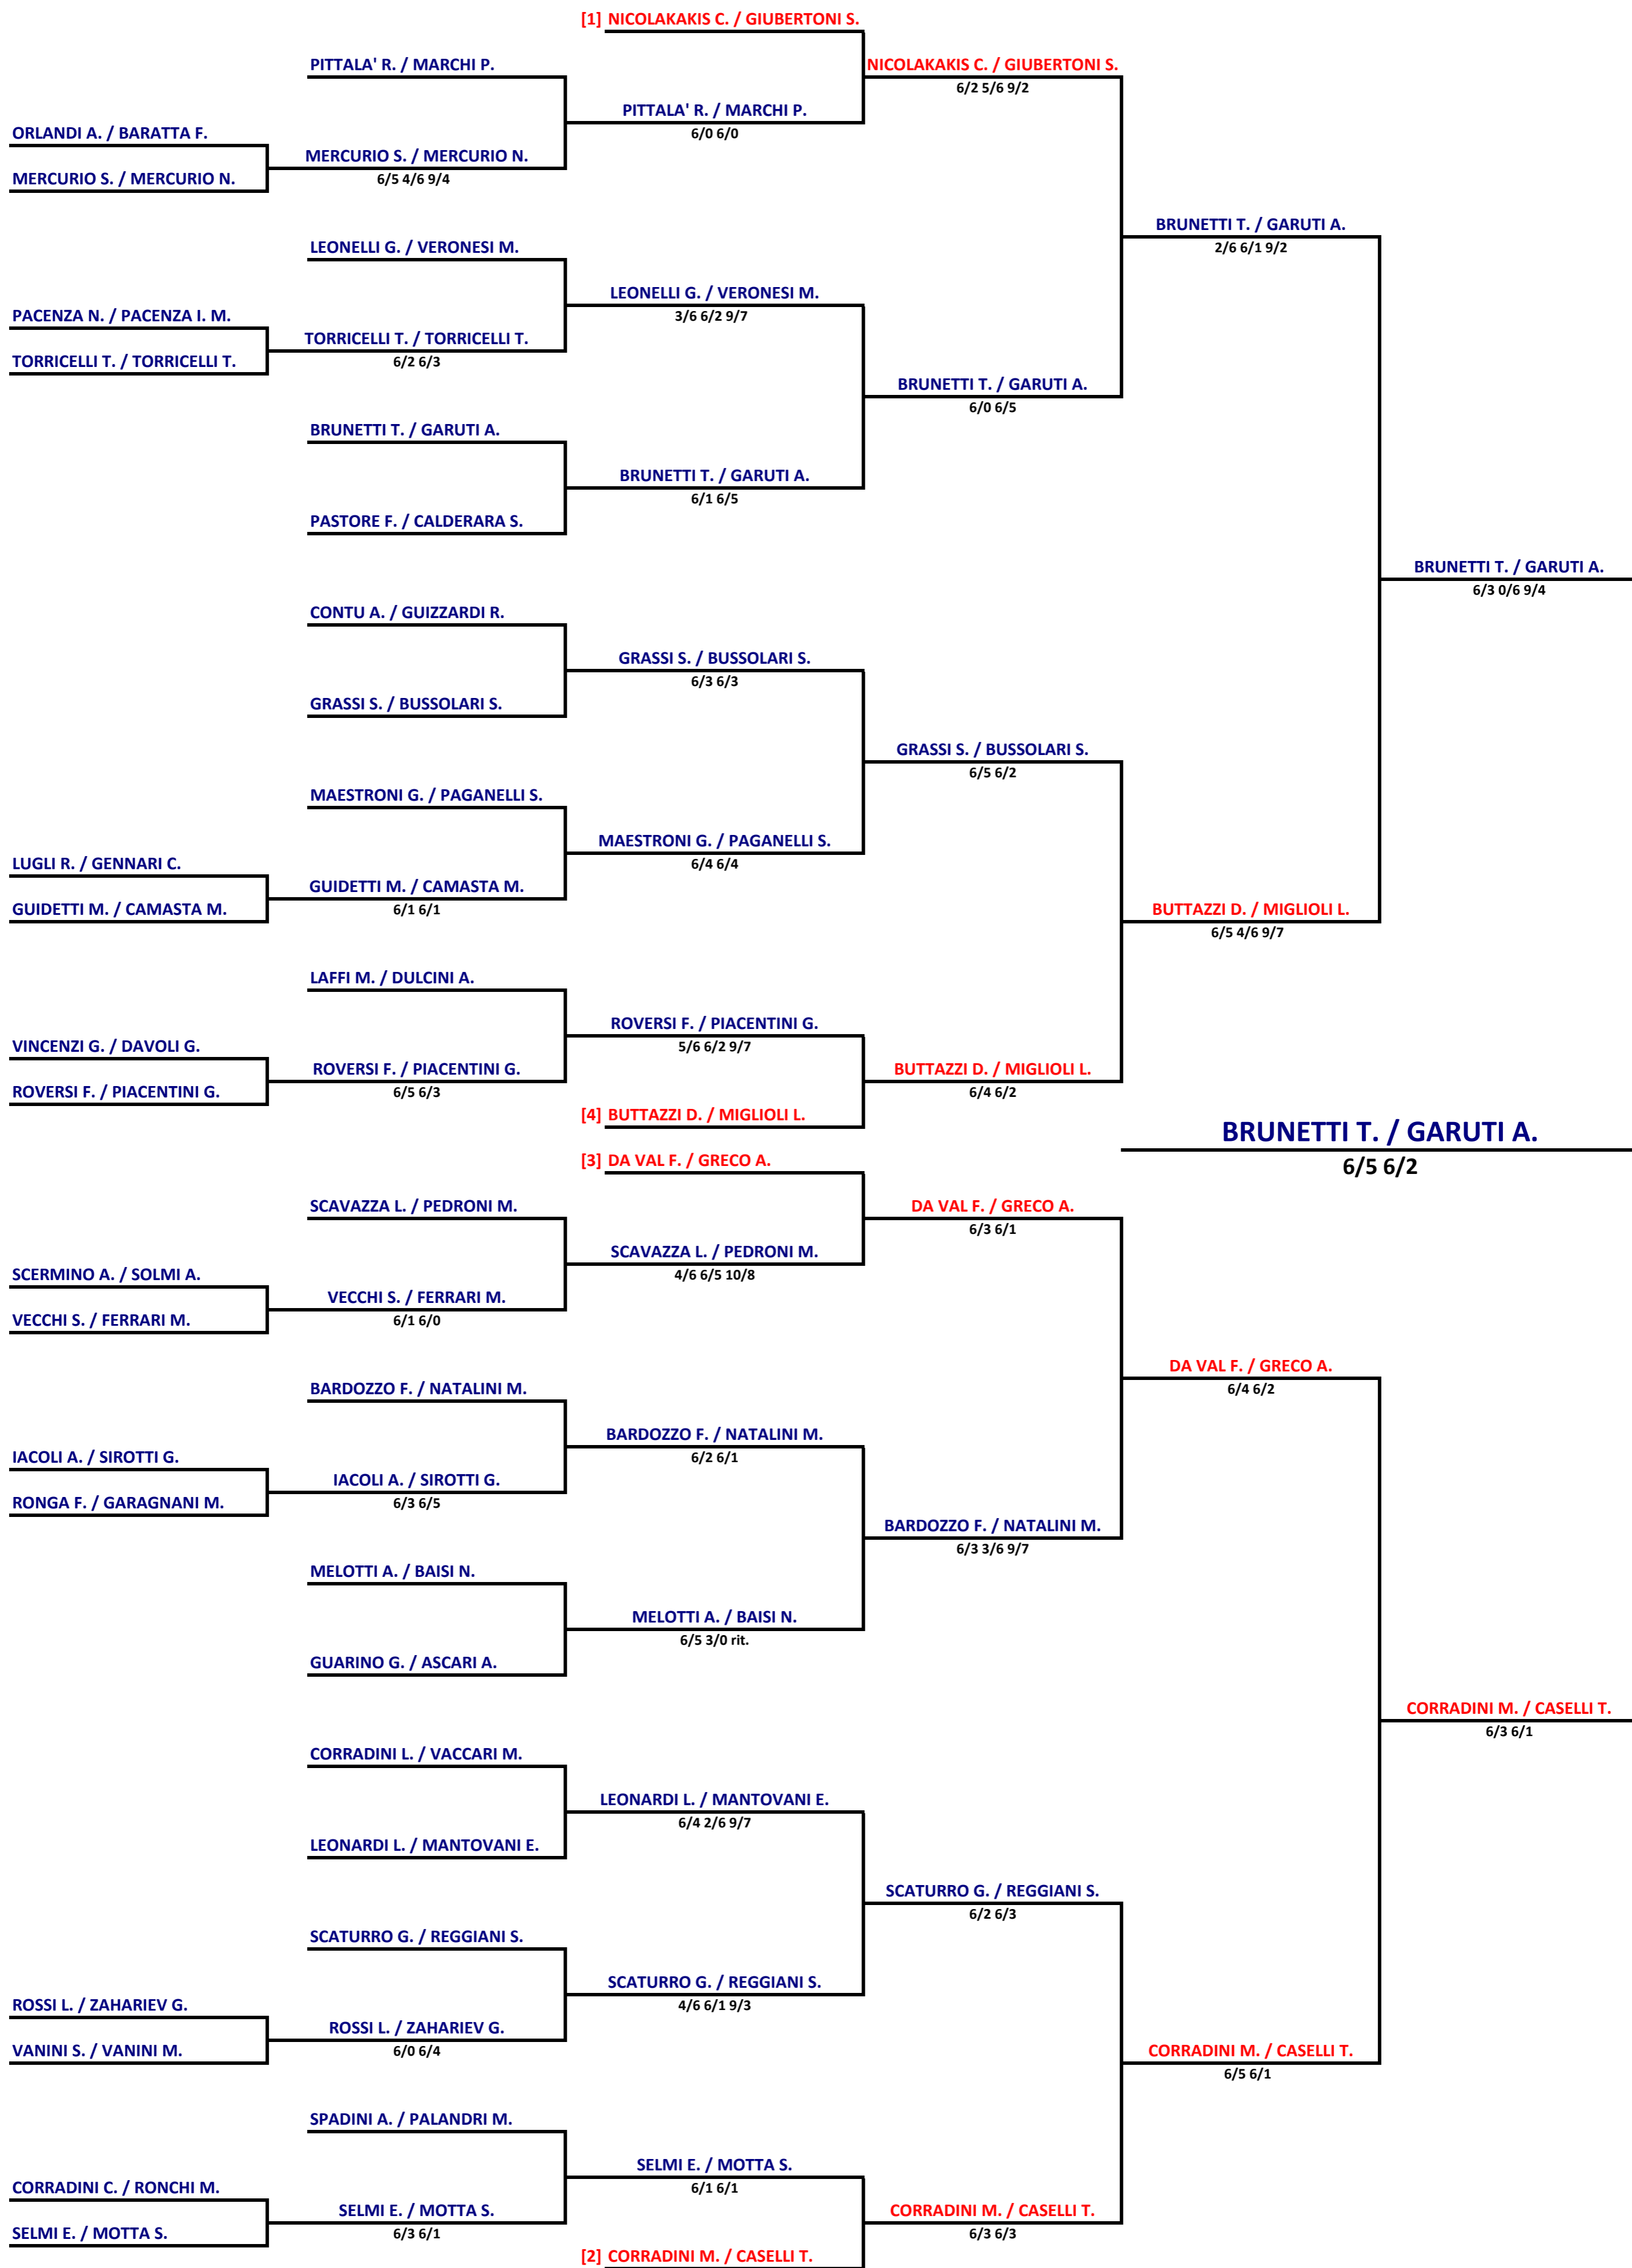 [1] NICOLAKAKIS C. / GIUBERTONI S.
PITTALA' R. / MARCHI P.
NICOLAKAKIS C. / GIUBERTONI S.
6/2 5/6 9/2
PITTALA' R. / MARCHI P.
6/0 6/0
ORLANDI A. / BARATTA F.
MERCURIO S. / MERCURIO N.
6/5 4/6 9/4
MERCURIO S. / MERCURIO N.
BRUNETTI T. / GARUTI A.
2/6 6/1 9/2
LEONELLI G. / VERONESI M.
LEONELLI G. / VERONESI M.
3/6 6/2 9/7
PACENZA N. / PACENZA I. M.
TORRICELLI T. / TORRICELLI T.
6/2 6/3
TORRICELLI T. / TORRICELLI T.
BRUNETTI T. / GARUTI A.
6/0 6/5
BRUNETTI T. / GARUTI A.
BRUNETTI T. / GARUTI A.
6/1 6/5
PASTORE F. / CALDERARA S.
BRUNETTI T. / GARUTI A.
6/3 0/6 9/4
CONTU A. / GUIZZARDI R.
GRASSI S. / BUSSOLARI S.
6/3 6/3
GRASSI S. / BUSSOLARI S.
GRASSI S. / BUSSOLARI S.
6/5 6/2
MAESTRONI G. / PAGANELLI S.
MAESTRONI G. / PAGANELLI S.
6/4 6/4
LUGLI R. / GENNARI C.
GUIDETTI M. / CAMASTA M.
6/1 6/1
GUIDETTI M. / CAMASTA M.
BUTTAZZI D. / MIGLIOLI L.
6/5 4/6 9/7
LAFFI M. / DULCINI A.
ROVERSI F. / PIACENTINI G.
5/6 6/2 9/7
VINCENZI G. / DAVOLI G.
ROVERSI F. / PIACENTINI G.
6/5 6/3
BUTTAZZI D. / MIGLIOLI L.
6/4 6/2
ROVERSI F. / PIACENTINI G.
[4] BUTTAZZI D. / MIGLIOLI L.
BRUNETTI T. / GARUTI A.
6/5 6/2
[3] DA VAL F. / GRECO A.
SCAVAZZA L. / PEDRONI M.
DA VAL F. / GRECO A.
6/3 6/1
SCAVAZZA L. / PEDRONI M.
4/6 6/5 10/8
SCERMINO A. / SOLMI A.
VECCHI S. / FERRARI M.
6/1 6/0
VECCHI S. / FERRARI M.
DA VAL F. / GRECO A.
6/4 6/2
BARDOZZO F. / NATALINI M.
BARDOZZO F. / NATALINI M.
6/2 6/1
IACOLI A. / SIROTTI G.
IACOLI A. / SIROTTI G.
6/3 6/5
RONGA F. / GARAGNANI M.
BARDOZZO F. / NATALINI M.
6/3 3/6 9/7
MELOTTI A. / BAISI N.
MELOTTI A. / BAISI N.
6/5 3/0 rit.
GUARINO G. / ASCARI A.
CORRADINI M. / CASELLI T.
6/3 6/1
CORRADINI L. / VACCARI M.
LEONARDI L. / MANTOVANI E.
6/4 2/6 9/7
LEONARDI L. / MANTOVANI E.
SCATURRO G. / REGGIANI S.
6/2 6/3
SCATURRO G. / REGGIANI S.
SCATURRO G. / REGGIANI S.
4/6 6/1 9/3
ROSSI L. / ZAHARIEV G.
ROSSI L. / ZAHARIEV G.
6/0 6/4
VANINI S. / VANINI M.
CORRADINI M. / CASELLI T.
6/5 6/1
SPADINI A. / PALANDRI M.
SELMI E. / MOTTA S.
6/1 6/1
CORRADINI C. / RONCHI M.
SELMI E. / MOTTA S.
6/3 6/1
CORRADINI M. / CASELLI T.
6/3 6/3
SELMI E. / MOTTA S.
[2] CORRADINI M. / CASELLI T.